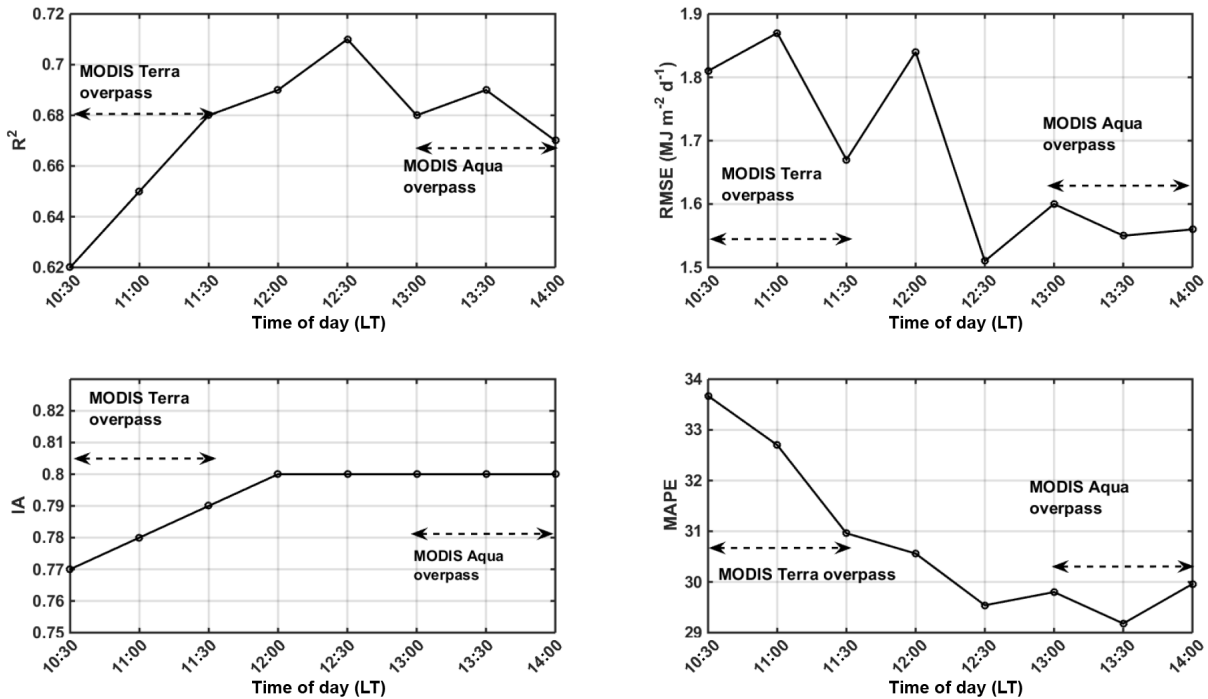 0.72
0.7
0.68
0.66
0.64
0.62
R²
MODIS Terra
overpass
MODIS Aqua
overpass
10:30
11:00
11:30
12:00
12:30
13:00
13:30
14:00
Time of day (LT)
1.9
1.8
1.7
1.6
1.5
RMSE (MJ m⁻² d⁻¹)
MODIS Aqua
overpass
MODIS Terra
overpass
10:30
11:00
11:30
12:00
12:30
13:00
13:30
14:00
Time of day (LT)
0.82
0.81
0.8
0.79
0.78
0.77
0.76
0.75
IA
MODIS Terra
overpass
MODIS Aqua
overpass
10:30
11:00
11:30
12:00
12:30
13:00
13:30
14:00
Time of day (LT)
34
33
32
31
30
29
MAPE
MODIS Aqua
overpass
MODIS Terra overpass
10:30
11:00
11:30
12:00
12:30
13:00
13:30
14:00
Time of day (LT)